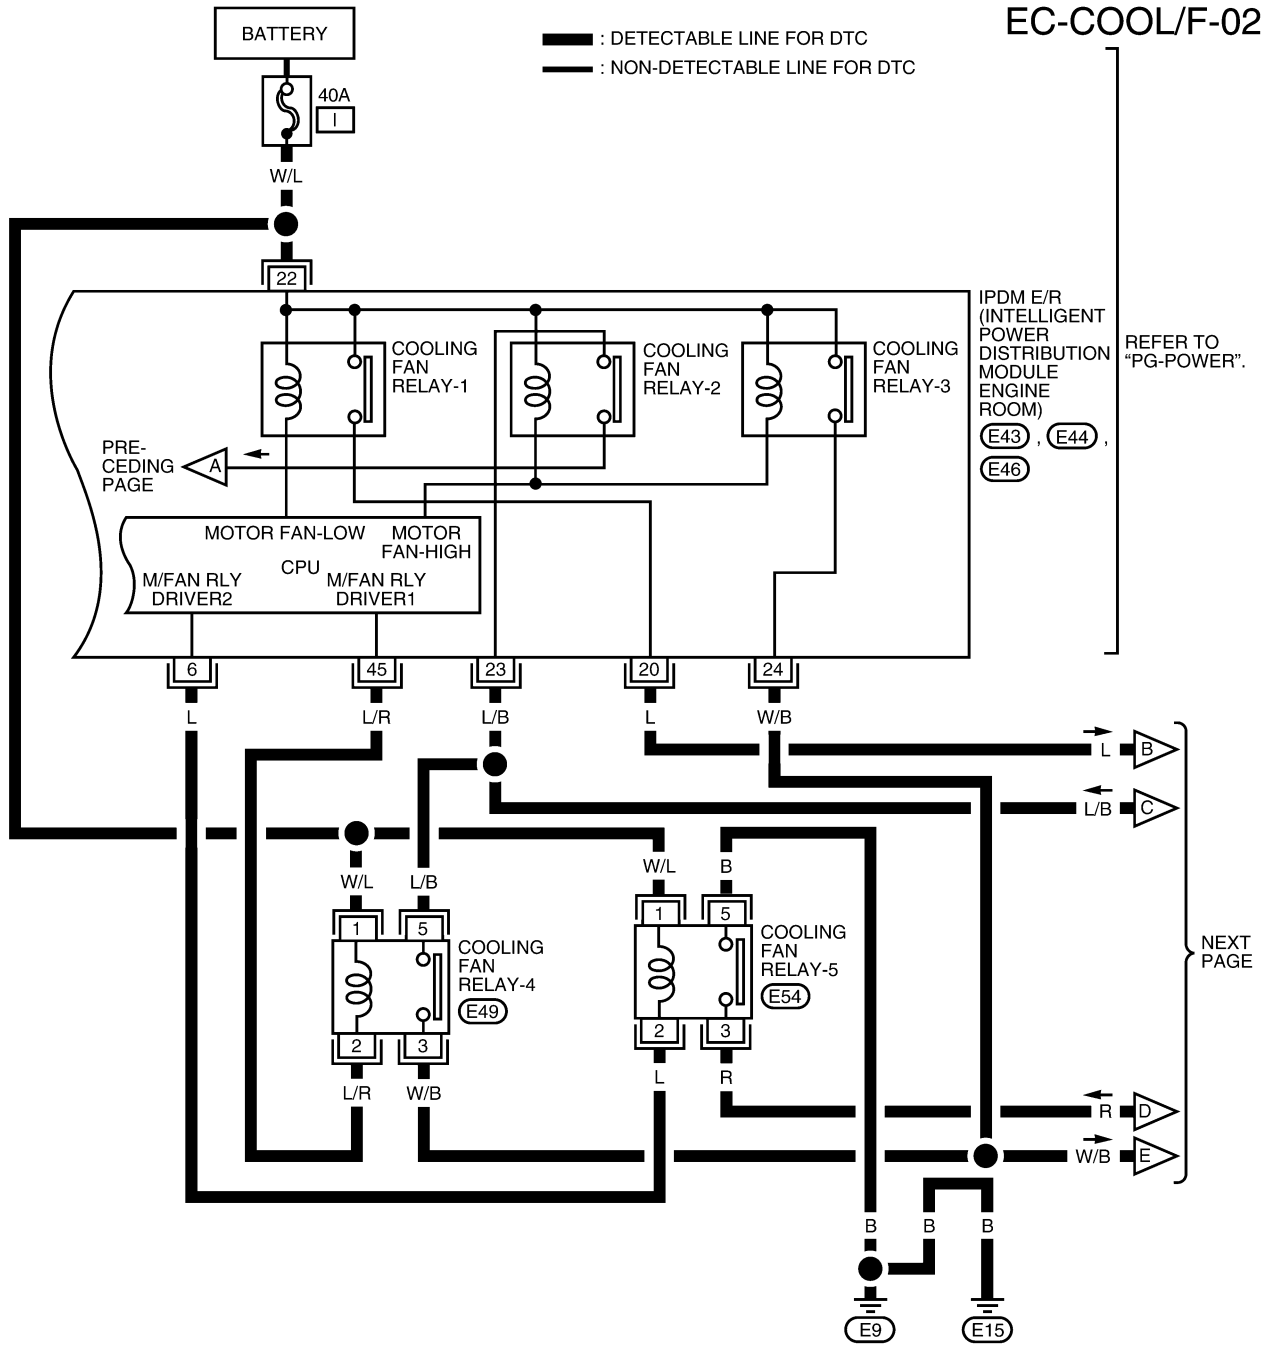 EC-COOL/F-02
BATTERY
: DETECTABLE LINE FOR DTC
: NON-DETECTABLE LINE FOR DTC
40A
I
W/L
22
IPDM E/R
(INTELLIGENT
POWER
DISTRIBUTION
MODULE
ENGINE
ROOM)
E43 , E44 ,
E46
REFER TO
“PG-POWER”.
COOLING
FAN
RELAY-1
COOLING
FAN
RELAY-2
COOLING
FAN
RELAY-3
PRE-
CEDING
PAGE
A
MOTOR FAN-LOW
MOTOR
FAN-HIGH
CPU
M/FAN RLY
DRIVER2
M/FAN RLY
DRIVER1
6
45
23
20
24
L
L/R
L/B
L
W/B
L
B
L/B
C
W/L
L/B
W/L
B
1
5
1
5
COOLING
FAN
RELAY-4
E49
COOLING
FAN
RELAY-5
E54
NEXT
PAGE
2
3
2
3
L/R
W/B
L
R
R
D
W/B
E
B
B
B
E9
E15